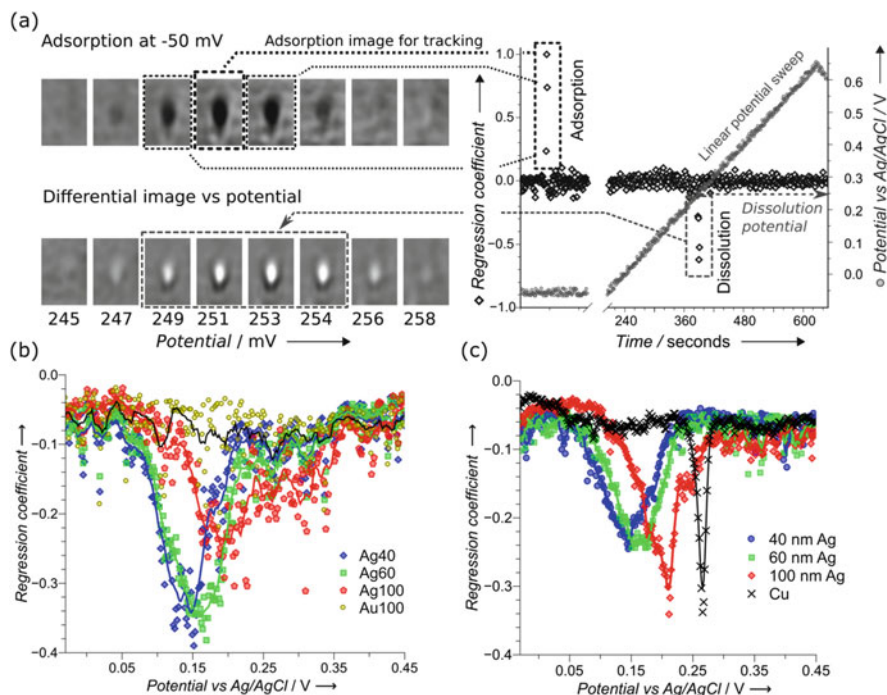 (a)
Adsorption at -50 mV
Adsorption image for tracking
Differential image vs potential
245 247 249 251 253 254 256 258
Potential / mV
Regression coefficient
1.0
0.5
0.0
−0.5
−1.0
Adsorption
Dissolution
Linear potential sweep
Dissolution potential
Potential vs Ag/AgCl / V
0.6
0.5
0.4
0.3
0.2
0.1
0.0
240 360 480 600
Time / seconds
(b)
Regression coefficient
0.0
−0.1
−0.2
−0.3
−0.4
Ag40
Ag60
Ag100
Au100
0.05 0.15 0.25 0.35 0.45
Potential vs Ag/AgCl / V
(c)
Regression coefficient
0.0
−0.1
−0.2
−0.3
−0.4
40 nm Ag
60 nm Ag
100 nm Ag
Cu
0.05 0.15 0.25 0.35 0.45
Potential vs Ag/AgCl / V